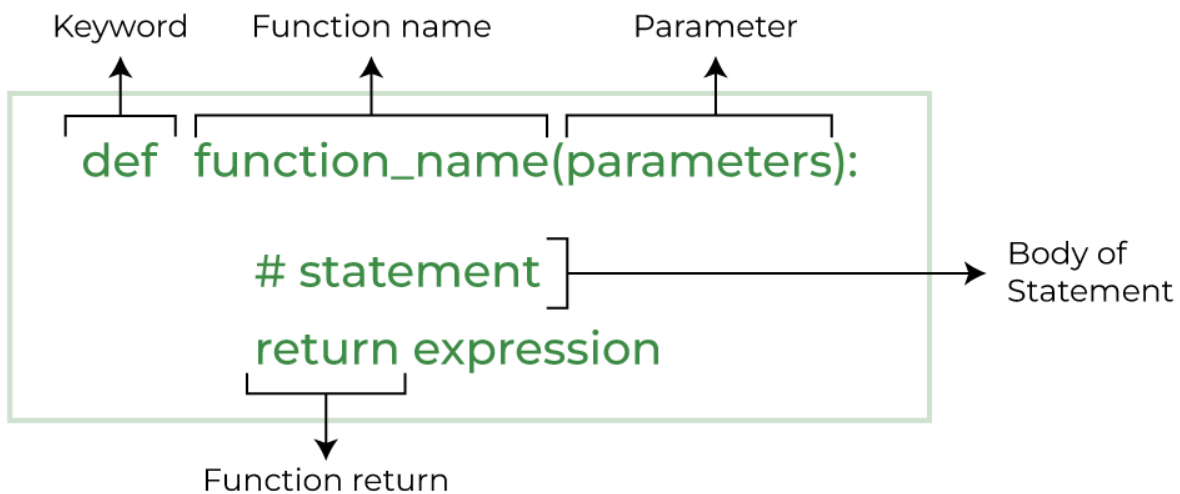 Keyword Function name Parameter
def function_name(parameters):
# statement
Body of
Statement
return expression
Function return